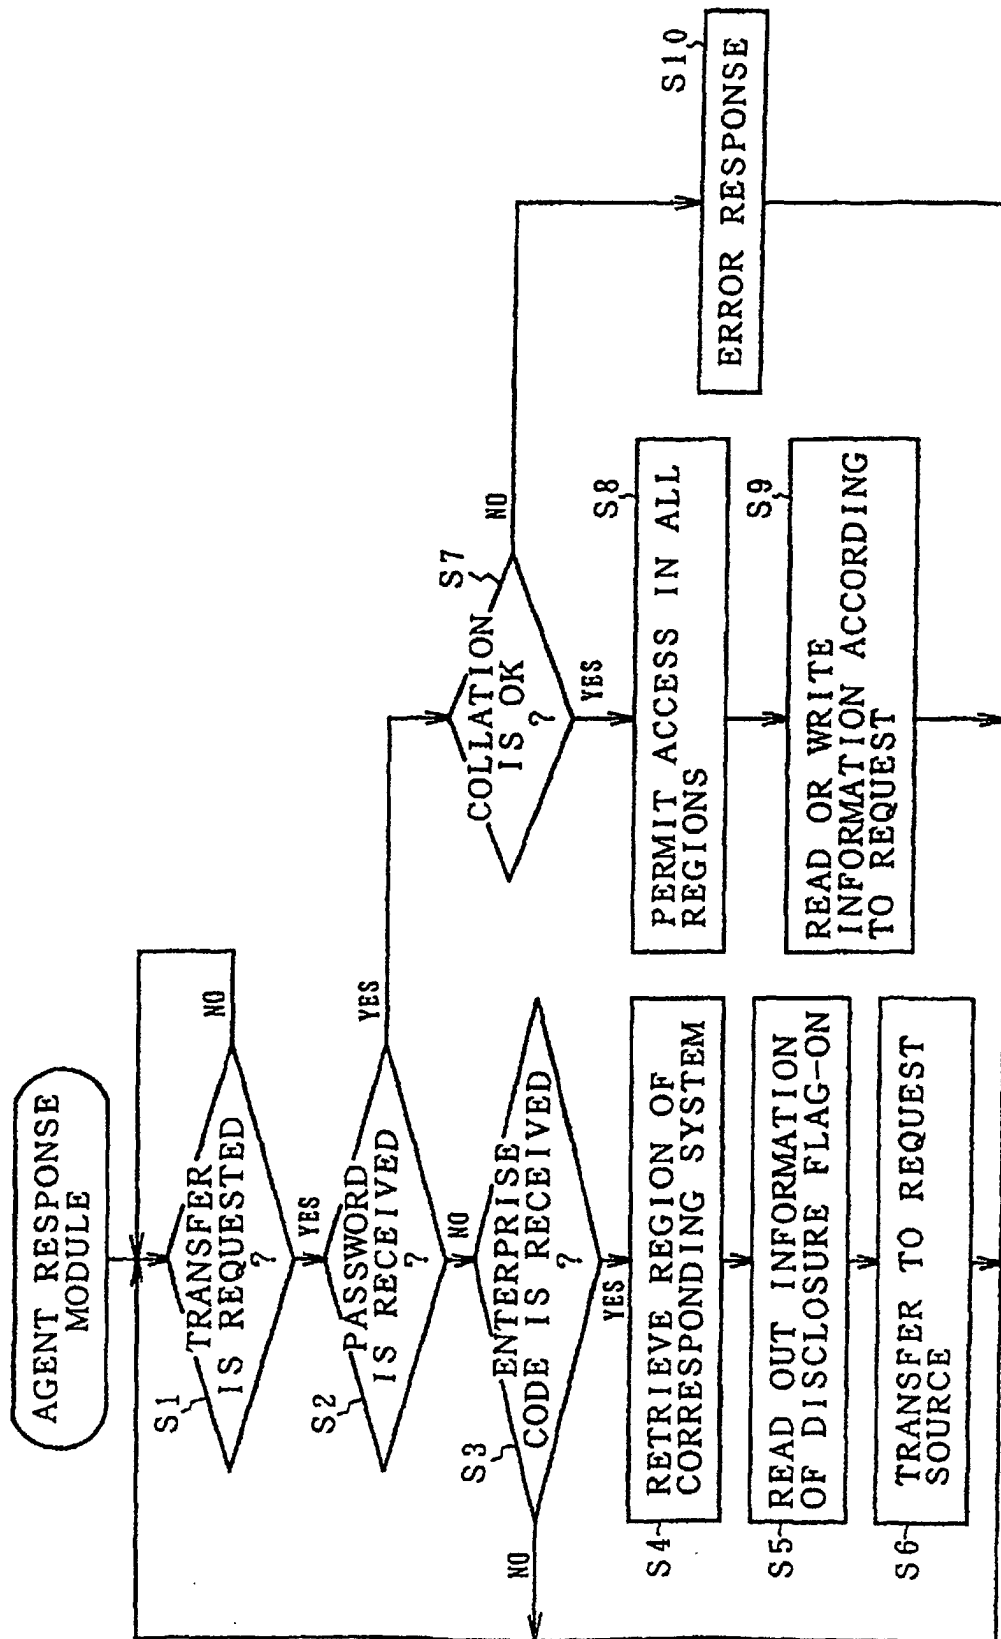 AGENT RESPONSE
MODULE
S1
TRANSFER
IS REQUESTED
?
NO
YES
S2
PASSWORD
IS RECEIVED
?
YES
NO
S3
ENTERPRISE
CODE IS RECEIVED
?
NO
YES
S4
RETRIEVE REGION OF
CORRESPONDING SYSTEM
S5
READ OUT INFORMATION
OF DISCLOSURE FLAG-ON
S6
TRANSFER TO REQUEST
SOURCE
S7
COLLATION
IS OK
?
NO
YES
S8
PERMIT ACCESS IN ALL
REGIONS
S9
READ OR WRITE
INFORMATION ACCORDING
TO REQUEST
S10
ERROR RESPONSE